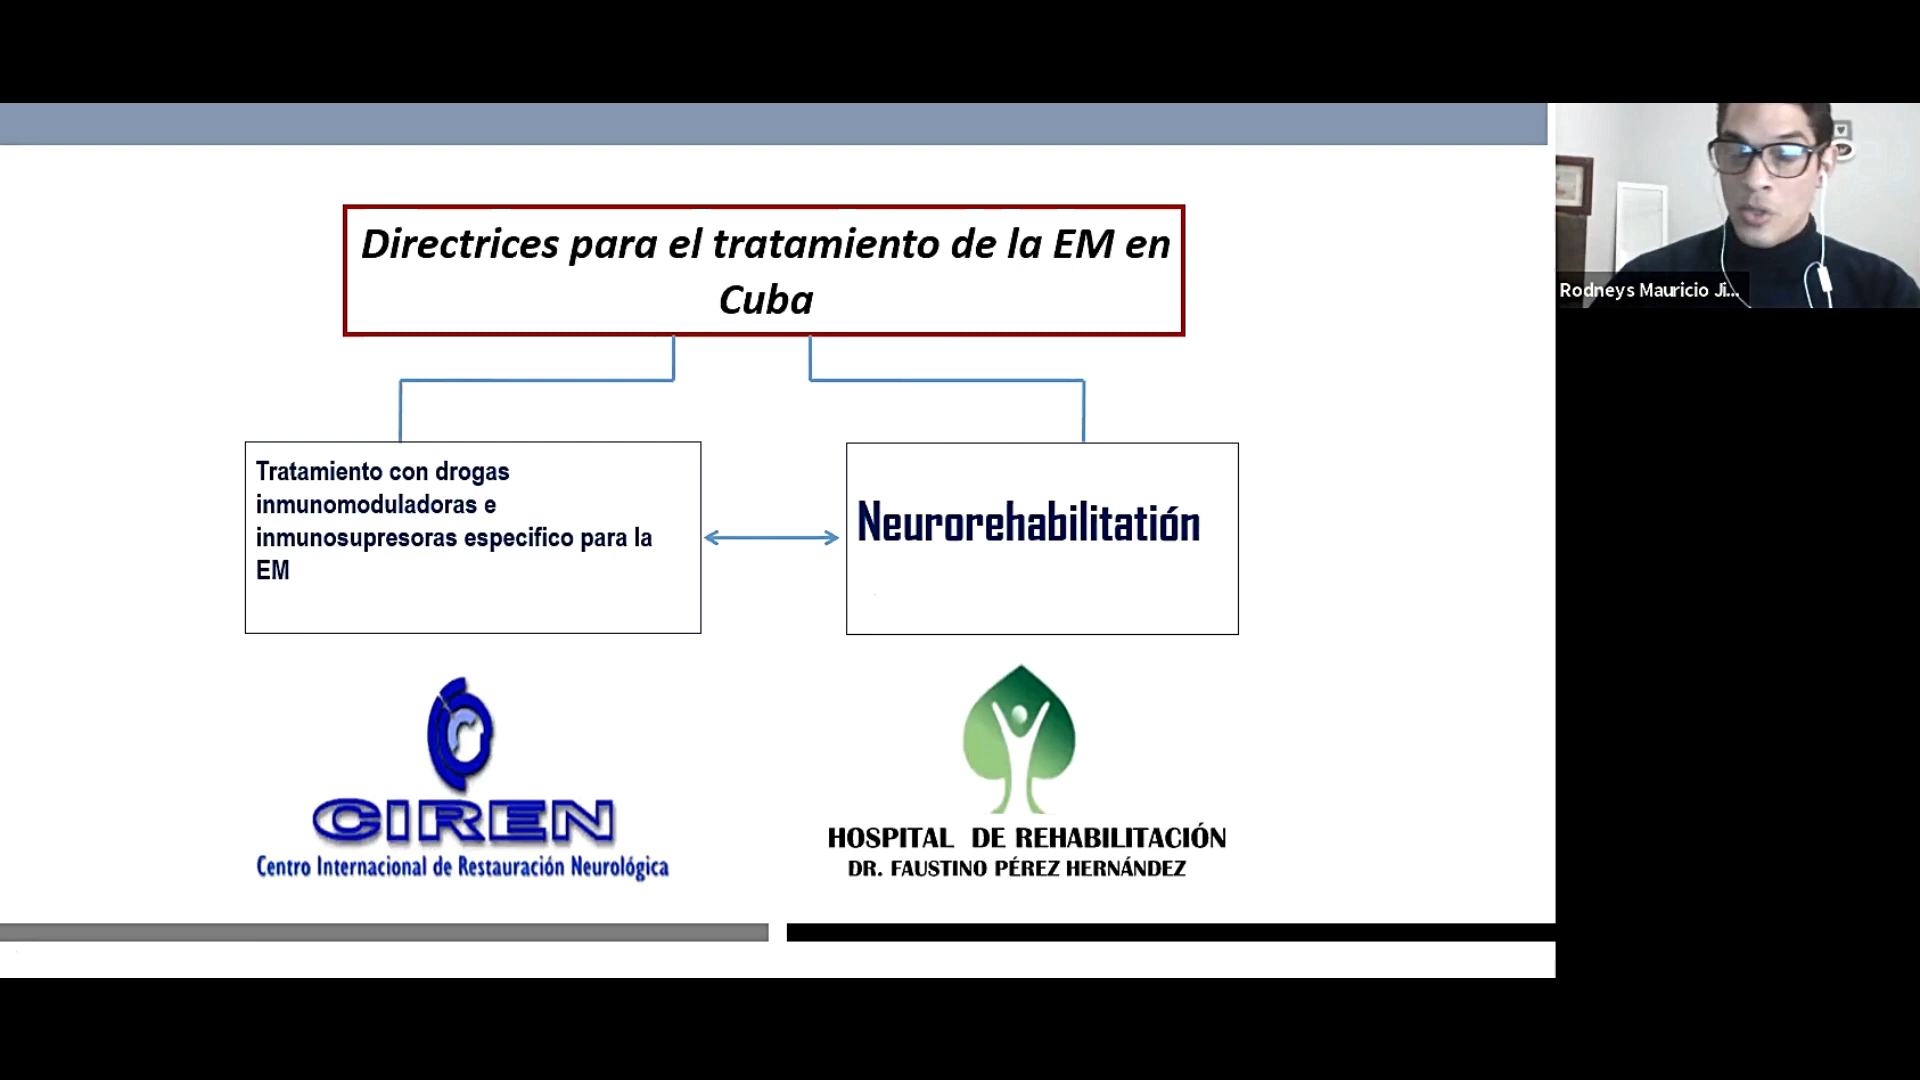 Directrices para el tratamiento de la EM en
Cuba
Tratamiento con drogas
inmunomoduladoras e
inmunosupresoras especifico para la
EM
Neurorehabilitatión
CIREN
Centro Internacional de Restauración Neurológica
HOSPITAL DE REHABILITACIÓN
DR. FAUSTINO PÉREZ HERNÁNDEZ
Rodneys Mauricio Ji...